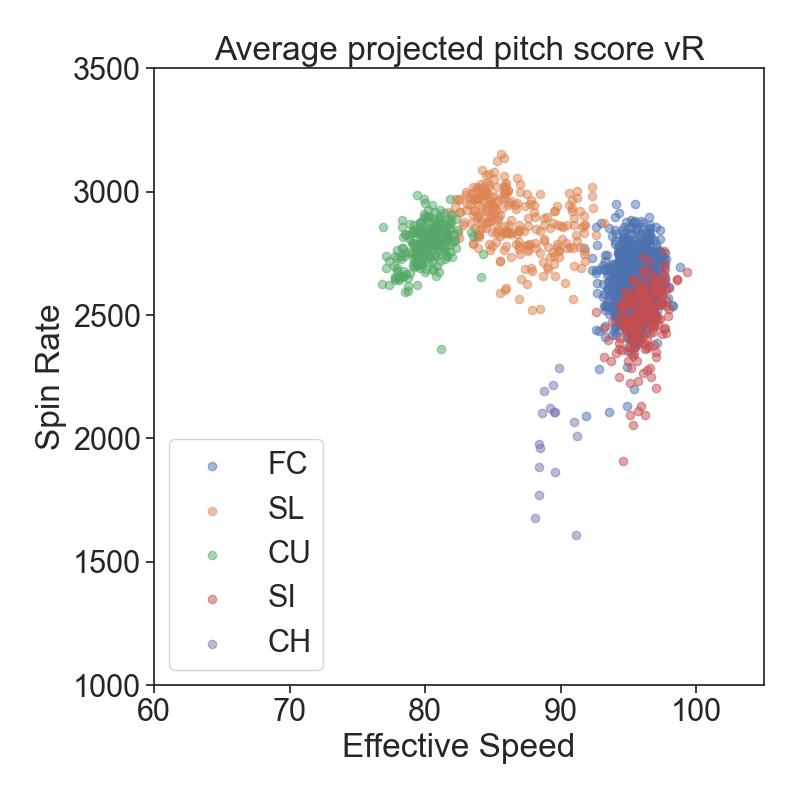 Average projected pitch score vR
3500
3000
2500
2000
1500
1000
Spin Rate
FC
SL
CU
SI
CH
60 70 80 90 100
Effective Speed